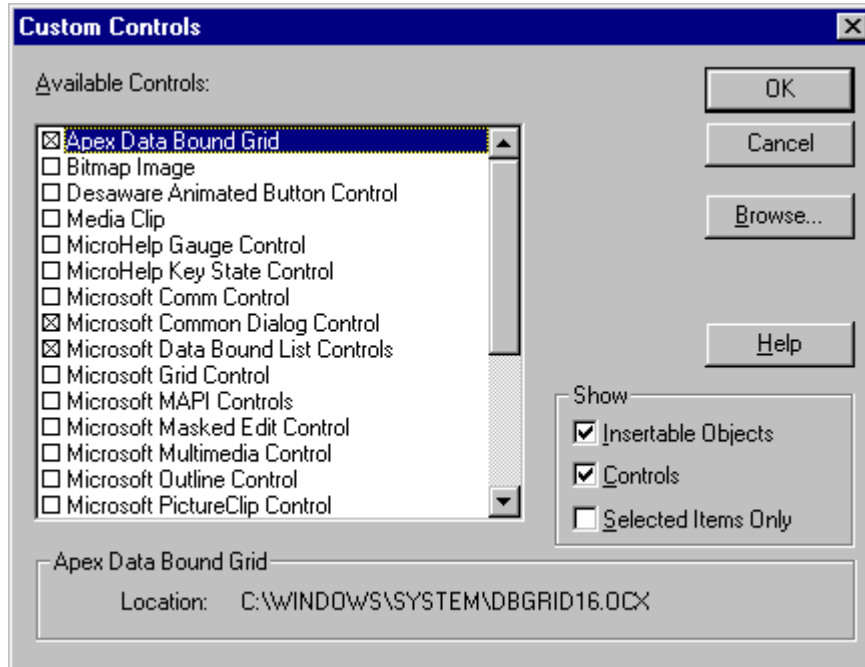 Custom Controls
Available Controls:
OK
Cancel
Browse...
Help
Apex Data Bound Grid
Bitmap Image
Desaware Animated Button Control
Media Clip
MicroHelp Gauge Control
MicroHelp Key State Control
Microsoft Comm Control
Microsoft Common Dialog Control
Microsoft Data Bound List Controls
Microsoft Grid Control
Microsoft MAPI Controls
Microsoft Masked Edit Control
Microsoft Multimedia Control
Microsoft Outline Control
Microsoft PictureClip Control
Show
Insertable Objects
Controls
Selected Items Only
Apex Data Bound Grid
Location: C:\WINDOWS\SYSTEM\DBGRID16.OCX